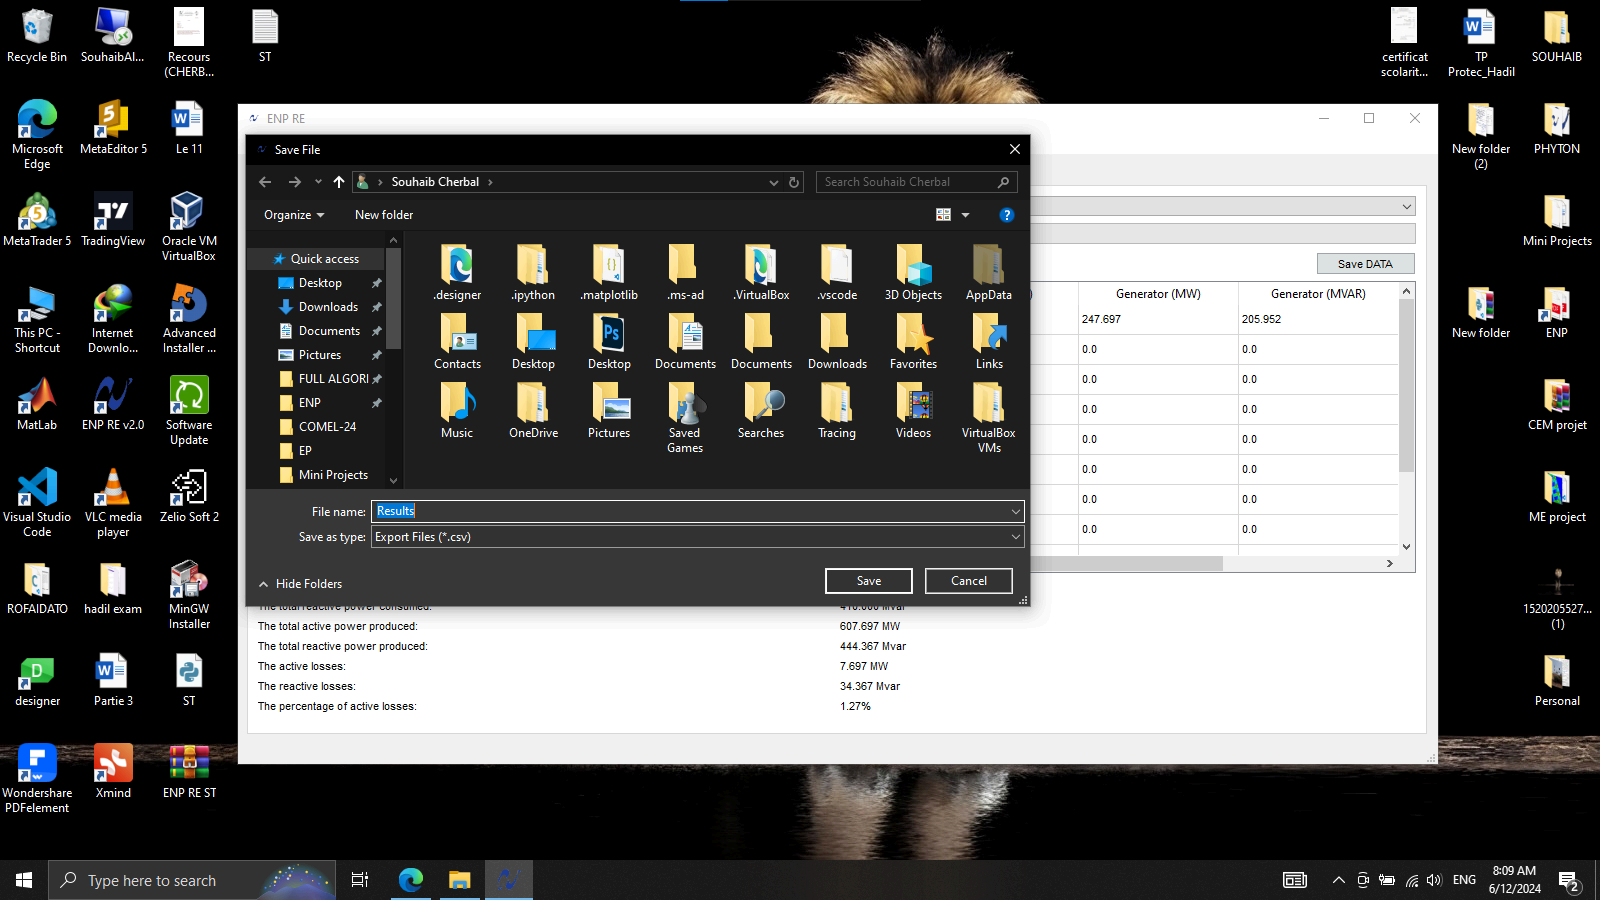 Recycle Bin
SouhaibAl...
Recours
(CHERB...
ST
certificat
scolarit...
TP
Protec_Hadil
SOUHAIB
Microsoft
Edge
MetaEditor 5
Le 11
New folder
(2)
PHYTON
MetaTrader 5
TradingView
Oracle VM
VirtualBox
Mini Projects
This PC -
Shortcut
Internet
Downlo...
Advanced
Installer ...
New folder
ENP
MatLab
ENP RE v2.0
Software
Update
CEM projet
Visual Studio
Code
VLC media
player
Zelio Soft 2
ME project
ROFAIDATO
hadil exam
MinGW
Installer
1520205527...
(1)
designer
Partie 3
ST
Personal
Wondershare
PDFelement
Xmind
ENP RE ST
ENP RE
Save File
Souhaib Cherbal
Search Souhaib Cherbal
Organize
New folder
Quick access
Desktop
Downloads
Documents
Pictures
FULL ALGORI
ENP
COMEL-24
EP
Mini Projects
.designer
.ipython
.matplotlib
.ms-ad
.VirtualBox
.vscode
3D Objects
AppData
Contacts
Desktop
Desktop
Documents
Documents
Downloads
Favorites
Links
Music
OneDrive
Pictures
Saved
Games
Searches
Tracing
Videos
VirtualBox
VMs
File name: Results
Save as type: Export Files (*.csv)
Hide Folders
Save
Cancel
Save DATA
) Generator (MW) Generator (MVAR)
247.697 205.952
0.0 0.0
0.0 0.0
0.0 0.0
0.0 0.0
0.0 0.0
0.0 0.0
0.0 0.0
The total reactive power consumed: 410.000 Mvar
The total active power produced: 607.697 MW
The total reactive power produced: 444.367 Mvar
The active losses: 7.697 MW
The reactive losses: 34.367 Mvar
The percentage of active losses: 1.27%
Type here to search
ENG
8:09 AM
6/12/2024
2